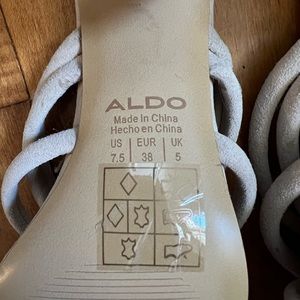 ALDO
Made In China
Hecho en China
US EUR UK
7.5 38 5